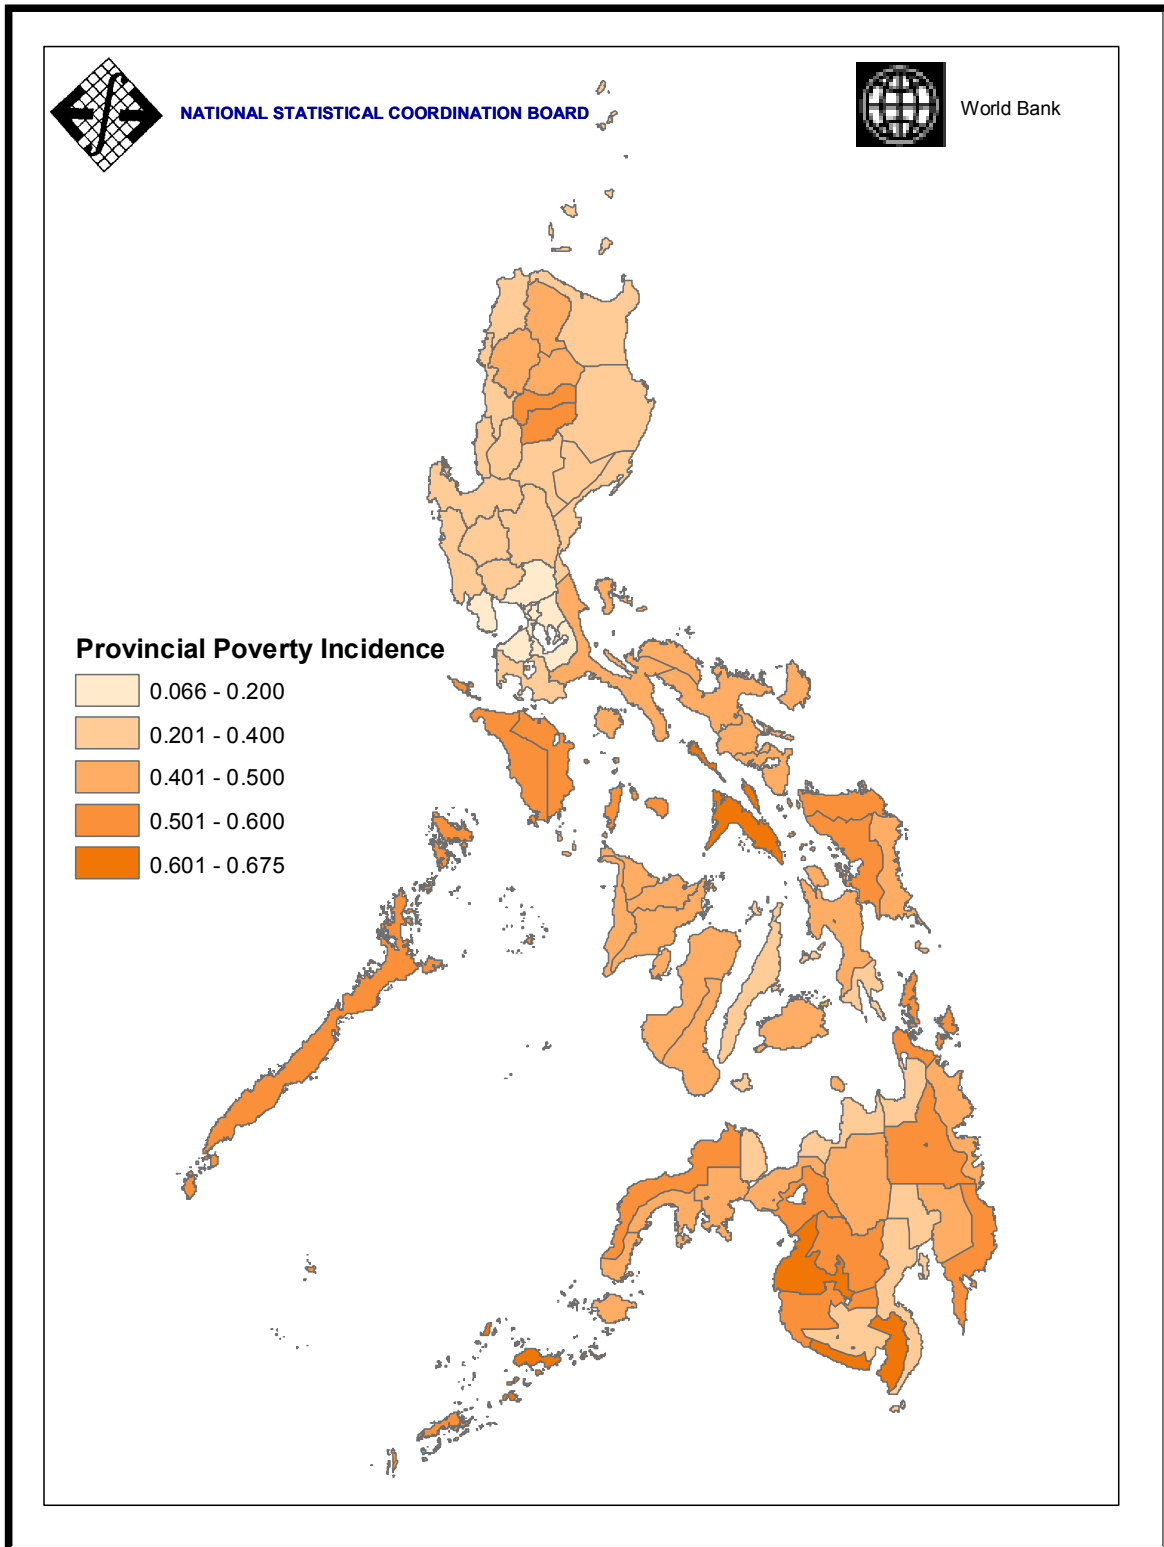 NATIONAL STATISTICAL COORDINATION BOARD
World Bank
Provincial Poverty Incidence
0.066 - 0.200
0.201 - 0.400
0.401 - 0.500
0.501 - 0.600
0.601 - 0.675